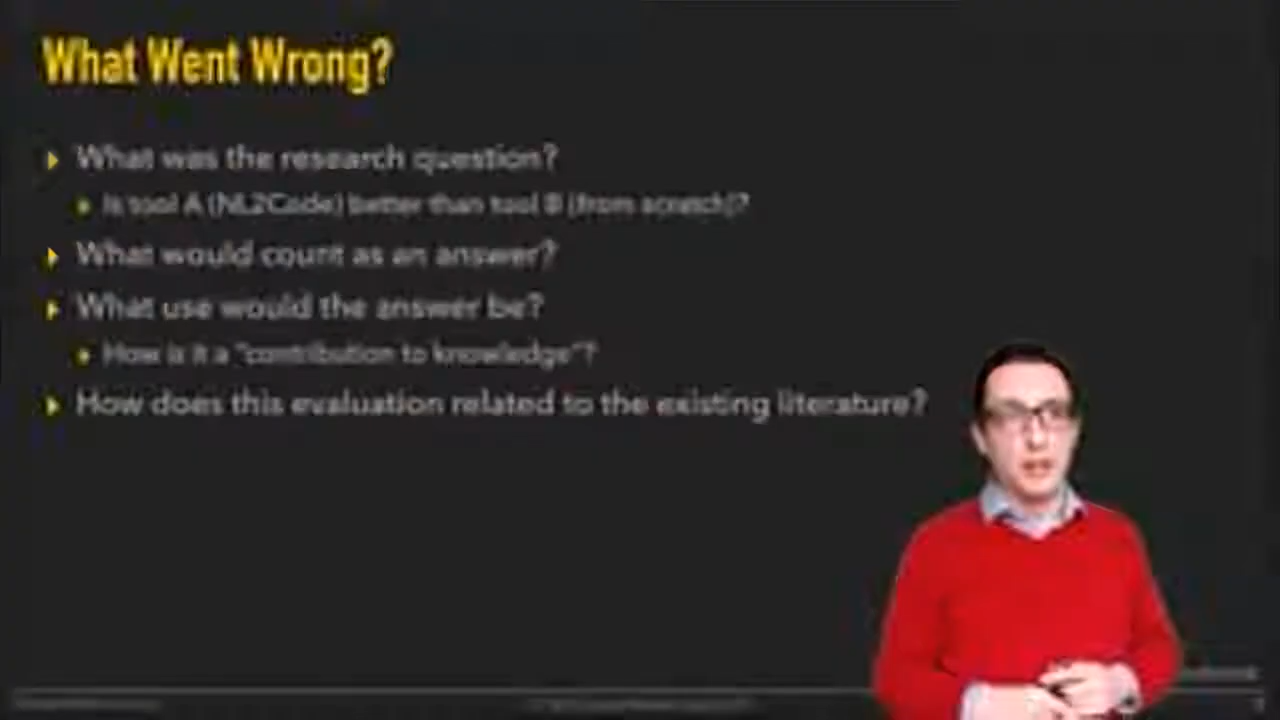 What Went Wrong?
What was the research question?
Is tool A (NL2Code) better than tool B (from scratch)?
What would count as an answer?
What use would the answer be?
How is it a "contribution to knowledge"?
How does this evaluation related to the existing literature?